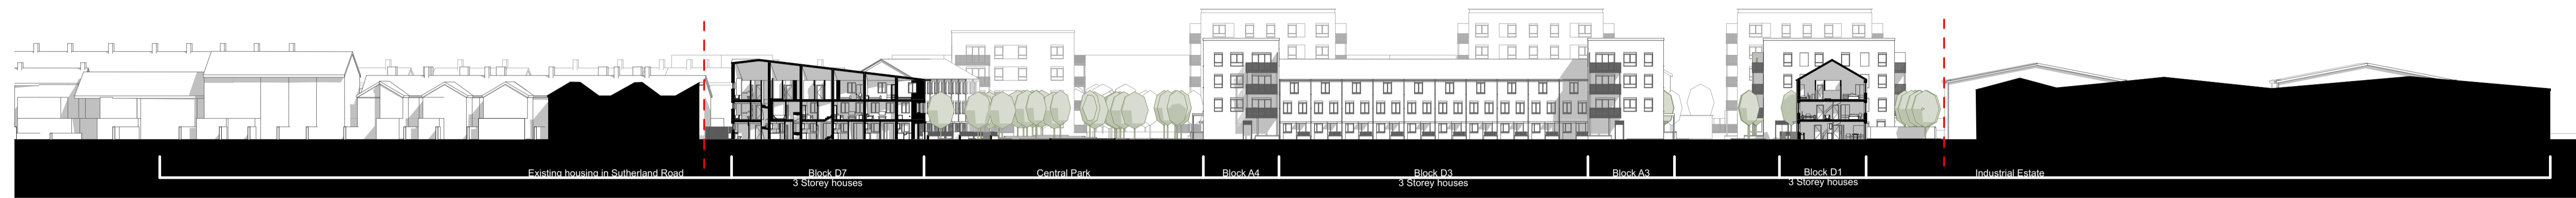 Existing housing in Sutherland Road
Block D7
3 Storey houses
Central Park
Block A4
Block D3
3 Storey houses
Block A3
Block D1
3 Storey houses
Industrial Estate